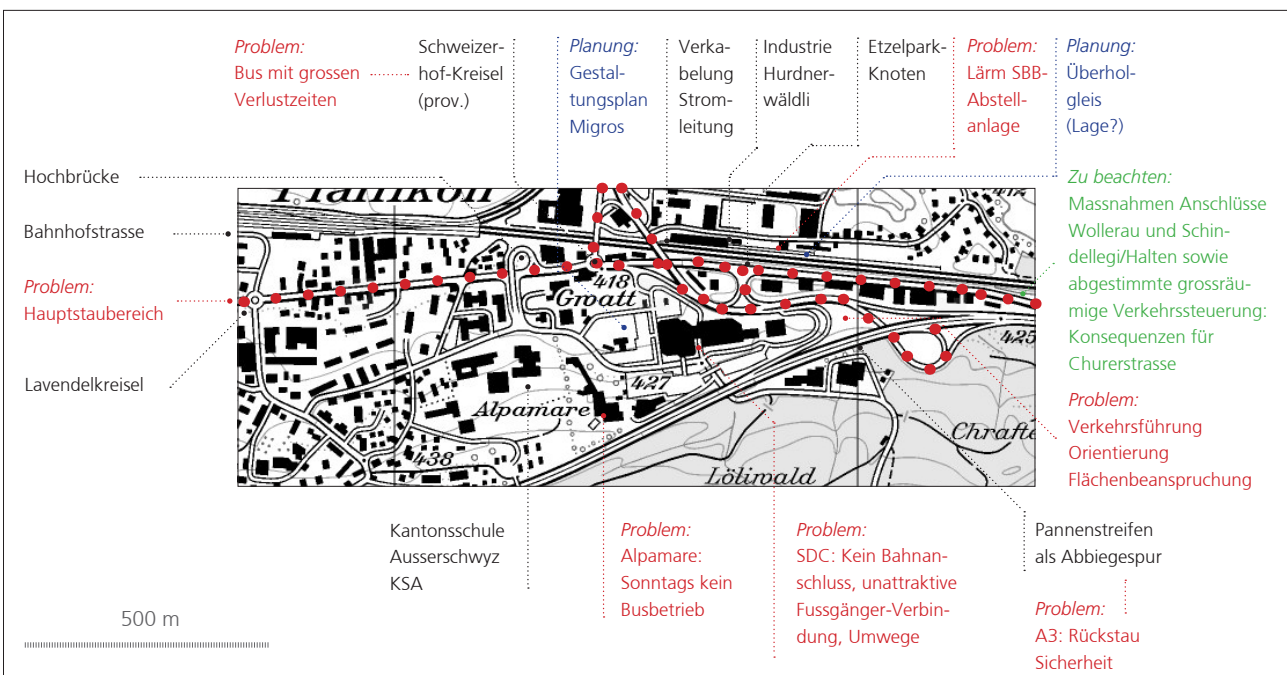 Problem:
Bus mit grossen
Verlustzeiten
Schweizer-
hof-Kreisel
(prov.)
Planung:
Gestal-
tungsplan
Migros
Verka-
belung
Strom-
leitung
Industrie
Hurdner-
wäldli
Etzelpark-
Knoten
Problem:
Lärm SBB-
Abstell-
anlage
Planung:
Überhol-
gleis
(Lage?)
Hochbrücke
Bahnhofstrasse
Problem:
Hauptstaubereich
Lavendelkreisel
Zu beachten:
Massnahmen Anschlüsse
Wollerau und Schin-
dellegi/Halten sowie
abgestimmte grossräu-
mige Verkehrssteuerung:
Konsequenzen für
Churerstrasse
Problem:
Verkehrsführung
Orientierung
Flächenbeanspruchung
418
Gwatt
412
425
427
Alpamare
438
Löliwald
Chrafte
Kantonsschule
Ausserschwyz
KSA
Problem:
Alpamare:
Sonntags kein
Busbetrieb
Problem:
SDC: Kein Bahnan-
schluss, unattraktive
Fussgänger-Verbin-
dung, Umwege
Pannenstreifen
als Abbiegespur
Problem:
A3: Rückstau
Sicherheit
500 m